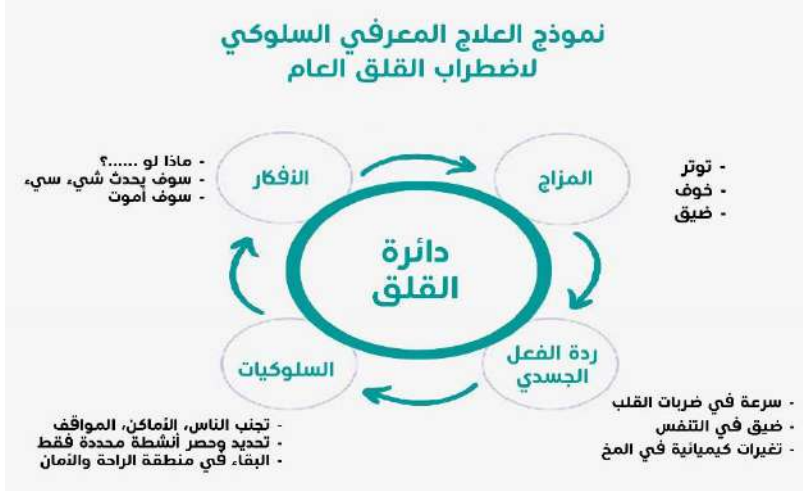 نموذج العلاج المعرفي السلوكي
لاضطراب القلق العام
الأفكار
- ماذا لو ......؟
- سوف يحدث شيء سيء
- سوف أموت
المزاج
- توتر
- خوف
- ضيق
دائرة
القلق
ردة الفعل
الجسدي
- سرعة في ضربات القلب
- ضيق في التنفس
- تغيرات كيميائية في المخ
السلوكيات
- تجنب الناس، الأماكن، المواقف
- تحديد وحصر أنشطة محددة فقط
- البقاء في منطقة الراحة والأمان